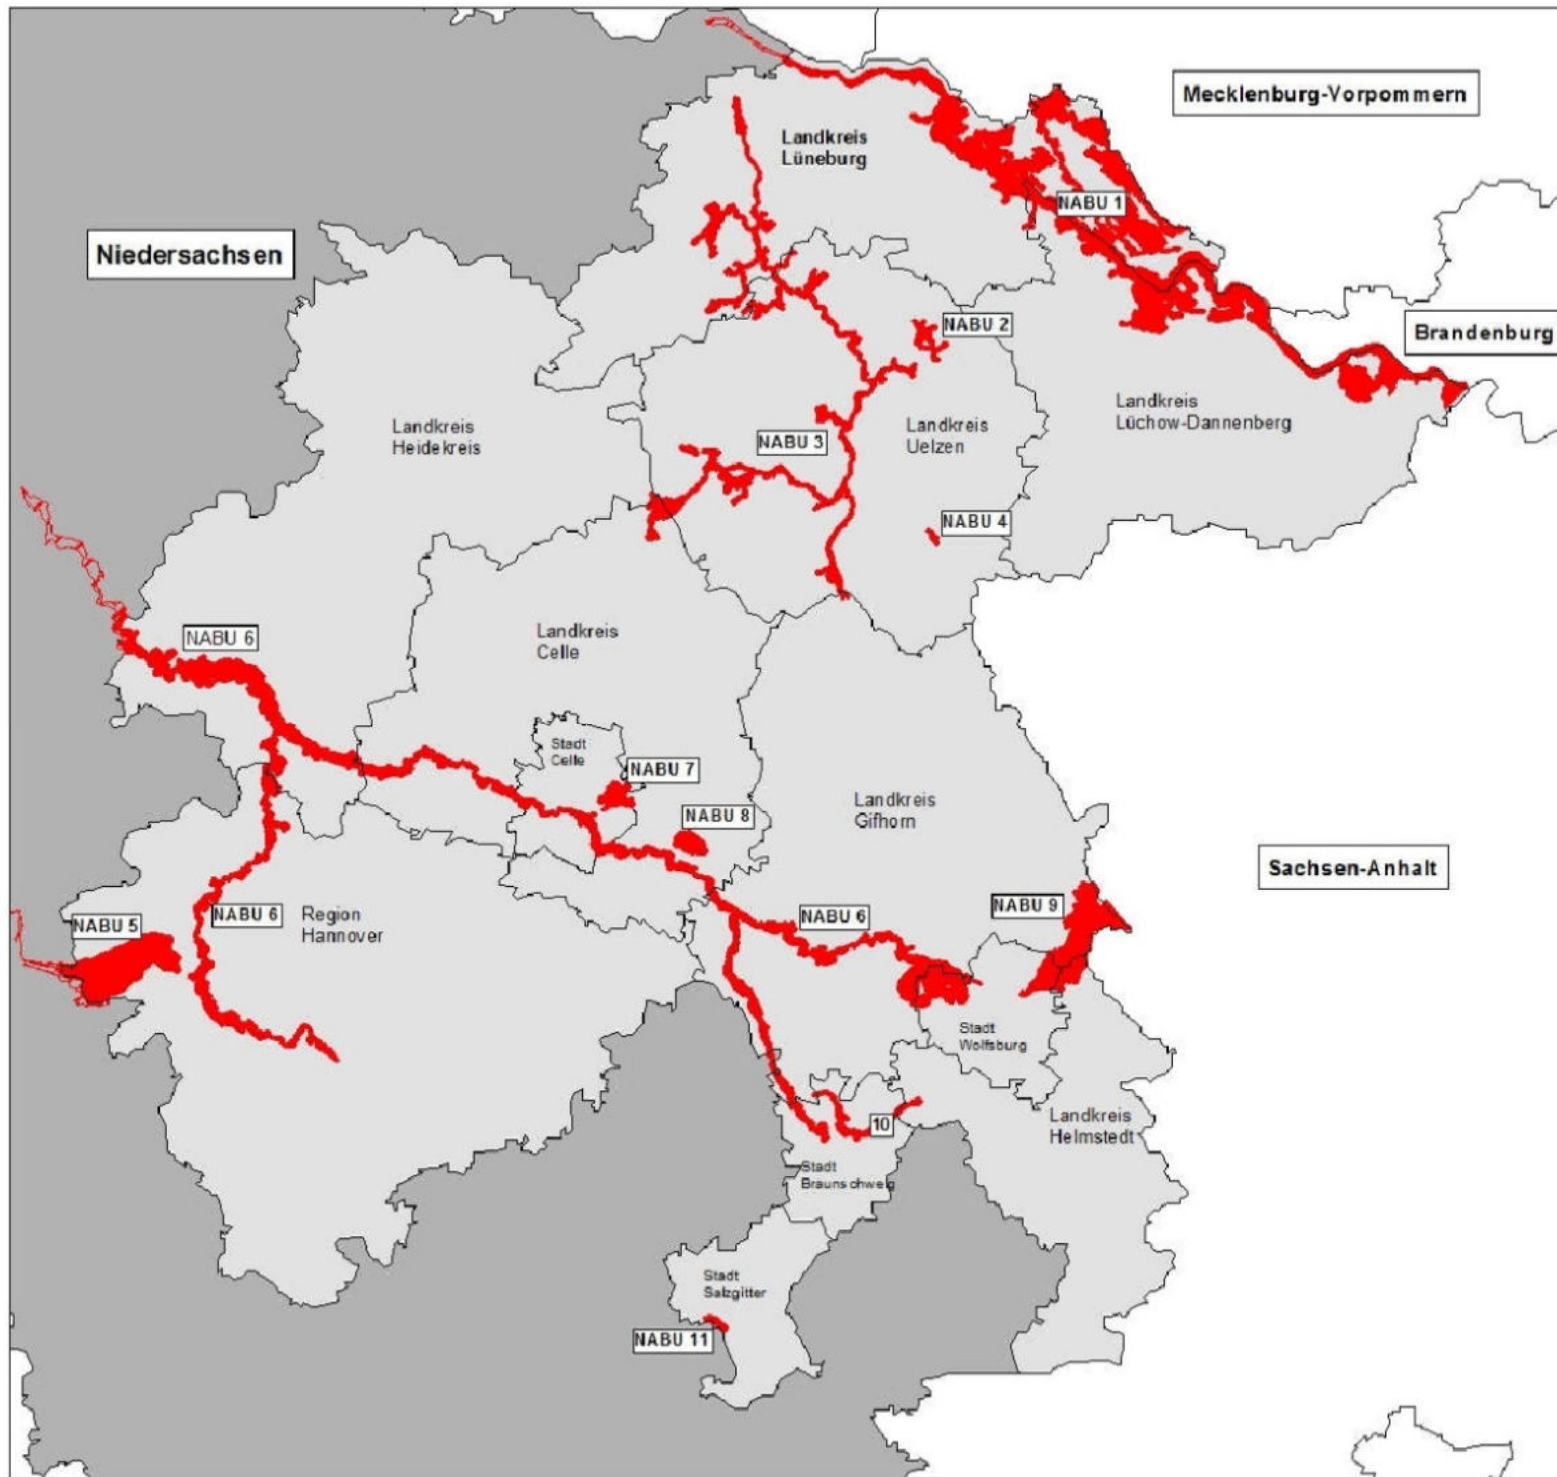 Mecklenburg-Vorpommern
Landkreis
Lüneburg
NABU 1
Niedersachsen
NABU 2
Brandenburg
Landkreis
Lüchow-Dannenberg
Landkreis
Heidekreis
NABU 3
Landkreis
Uelzen
NABU 4
NABU 6
Landkreis
Celle
Stadt
Celle
NABU 7
NABU 8
Landkreis
Gifhorn
Sachsen-Anhalt
NABU 5
NABU 6
Region
Hannover
NABU 6
NABU 9
Stadt
Wolfsburg
10
Landkreis
Helmstedt
Stadt
Braunschweig
Stadt
Salzgitter
NABU 11